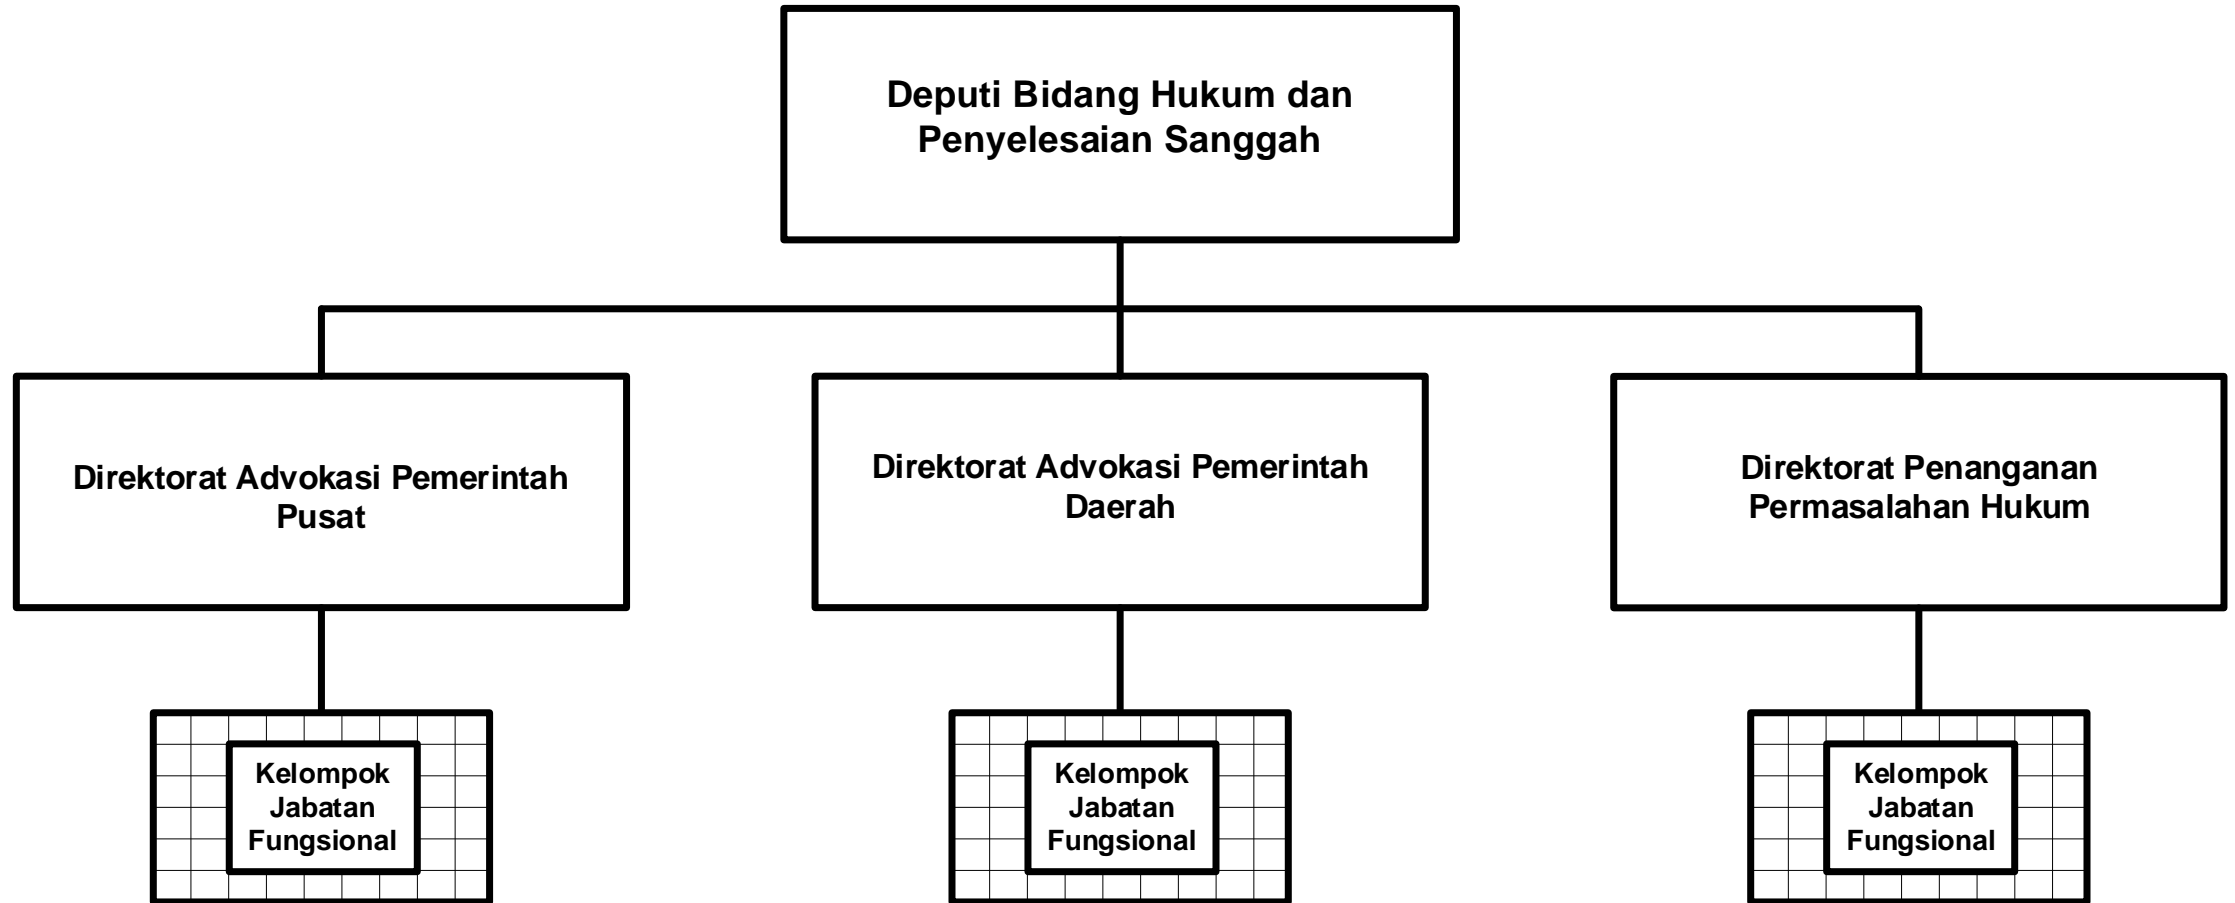 Deputi Bidang Hukum dan
Penyelesaian Sanggah
Direktorat Advokasi Pemerintah
Pusat
Direktorat Advokasi Pemerintah
Daerah
Direktorat Penanganan
Permasalahan Hukum
Kelompok
Jabatan
Fungsional
Kelompok
Jabatan
Fungsional
Kelompok
Jabatan
Fungsional